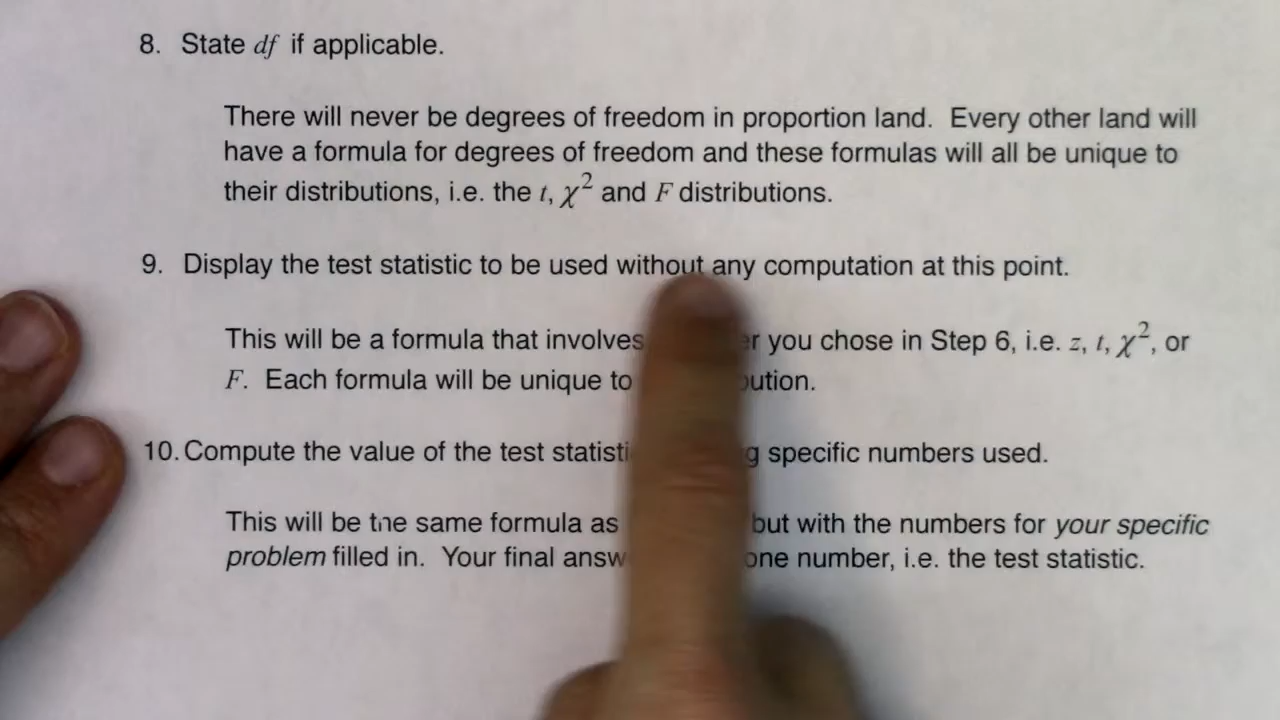 8. State df if applicable.
There will never be degrees of freedom in proportion land. Every other land will
have a formula for degrees of freedom and these formulas will all be unique to
their distributions, i.e. the t, χ² and F distributions.
9. Display the test statistic to be used without any computation at this point.
This will be a formula that involves you chose in Step 6, i.e. z, t, χ², or
F. Each formula will be unique to
10. Compute the value of the test specific numbers used.
This will be the same formula as but with the numbers for your specific
problem filled in. Your final one number, i.e. the test statistic.